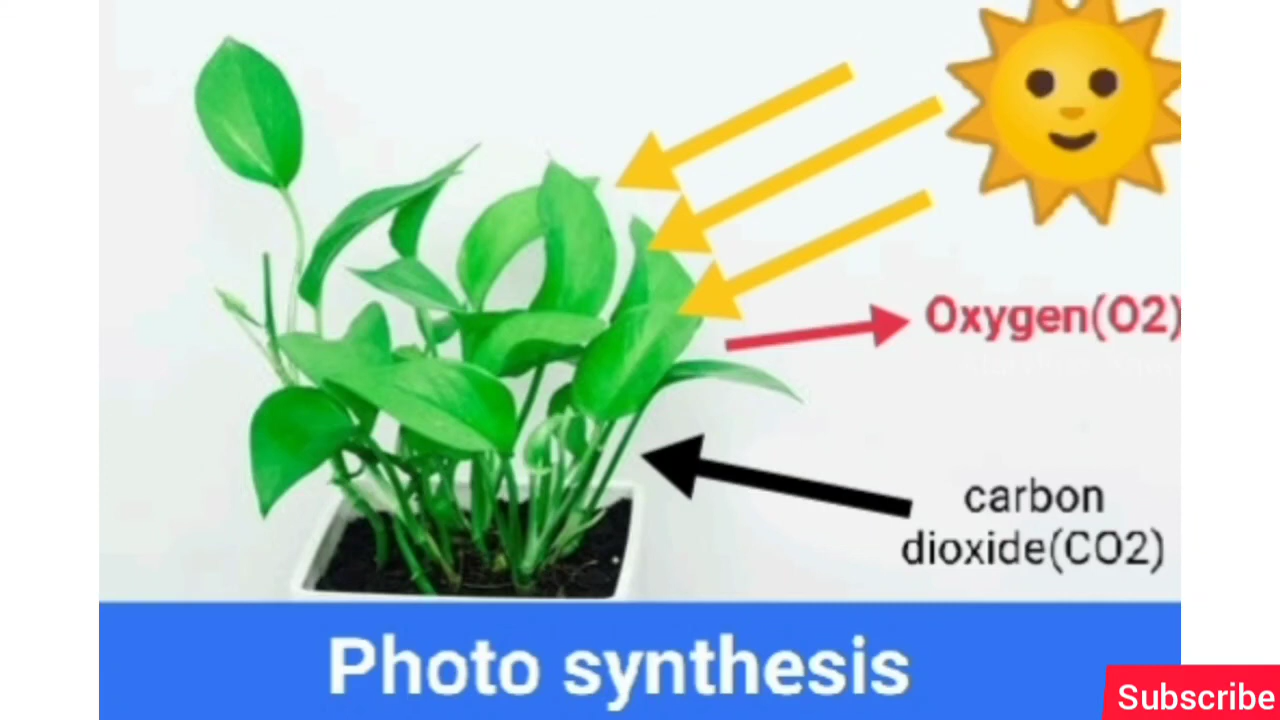 Oxygen(O2)
carbon
dioxide(CO2)
Photo synthesis
Subscribe